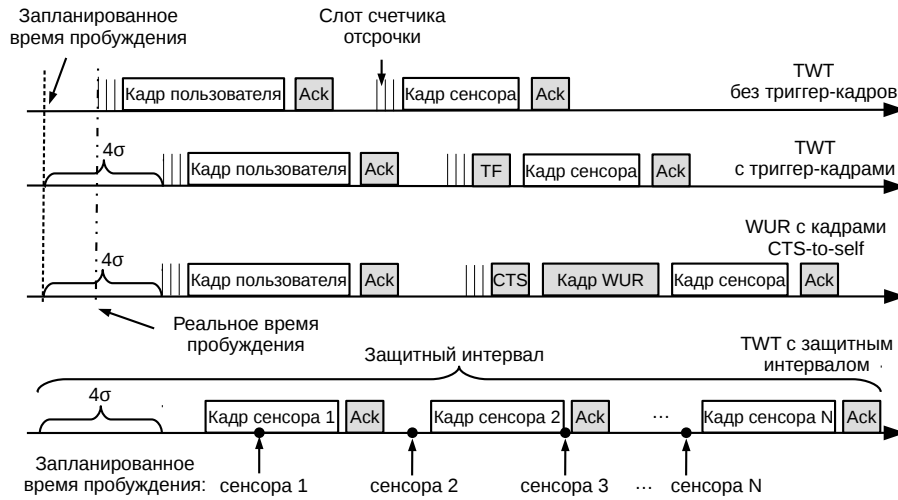 Запланированное
время пробуждения
Слот счетчика
отсрочки
TWT
без триггер-кадров
Кадр пользователя
Ack
Кадр сенсора
Ack
4σ
TWT
с триггер-кадрами
Кадр пользователя
Ack
TF
Кадр сенсора
Ack
WUR с кадрами
CTS-to-self
4σ
Кадр пользователя
Ack
CTS
Кадр WUR
Кадр сенсора
Ack
Реальное время
пробуждения
Защитный интервал
TWT с защитным
интервалом
4σ
Кадр сенсора 1
Ack
Кадр сенсора 2
Ack
...
Кадр сенсора N
Ack
Запланированное
время пробуждения:
сенсора 1
сенсора 2
сенсора 3
...
сенсора N